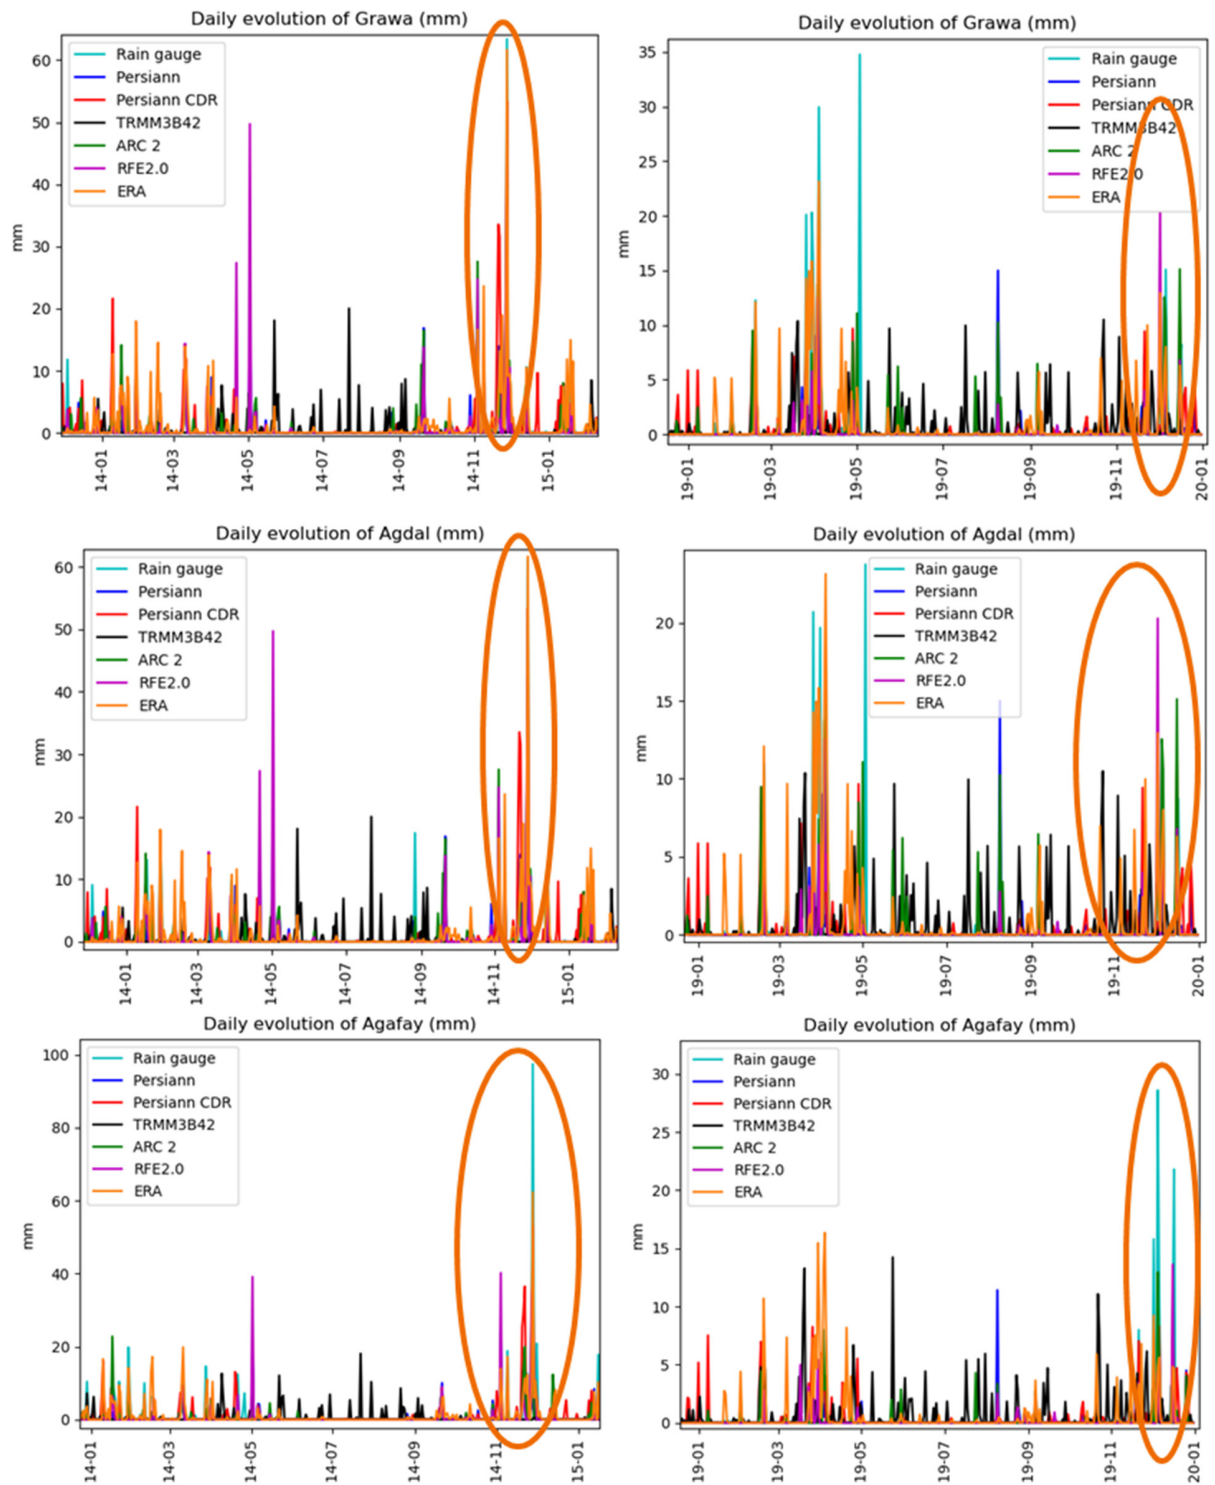 Daily evolution of Grawa (mm)
Rain gauge
Persiann
Persiann CDR
TRMM3B42
ARC 2
RFE2.0
ERA
mm
60
50
40
30
20
10
0
14-01
14-03
14-05
14-07
14-09
14-11
15-01
Daily evolution of Grawa (mm)
Rain gauge
Persiann
Persiann CDR
TRMM3B42
ARC 2
RFE2.0
ERA
mm
35
30
25
20
15
10
5
0
19-01
19-03
19-05
19-07
19-09
19-11
20-01
Daily evolution of Agdal (mm)
Rain gauge
Persiann
Persiann CDR
TRMM3B42
ARC 2
RFE2.0
ERA
mm
60
50
40
30
20
10
0
14-01
14-03
14-05
14-07
14-09
14-11
15-01
Daily evolution of Agdal (mm)
Rain gauge
Persiann
Persiann CDR
TRMM3B42
ARC 2
RFE2.0
ERA
mm
20
15
10
5
0
19-01
19-03
19-05
19-07
19-09
19-11
20-01
Daily evolution of Agafay (mm)
Rain gauge
Persiann
Persiann CDR
TRMM3B42
ARC 2
RFE2.0
ERA
mm
100
80
60
40
20
0
14-01
14-03
14-05
14-07
14-09
14-11
15-01
Daily evolution of Agafay (mm)
Rain gauge
Persiann
Persiann CDR
TRMM3B42
ARC 2
RFE2.0
ERA
mm
30
25
20
15
10
5
0
19-01
19-03
19-05
19-07
19-09
19-11
20-01